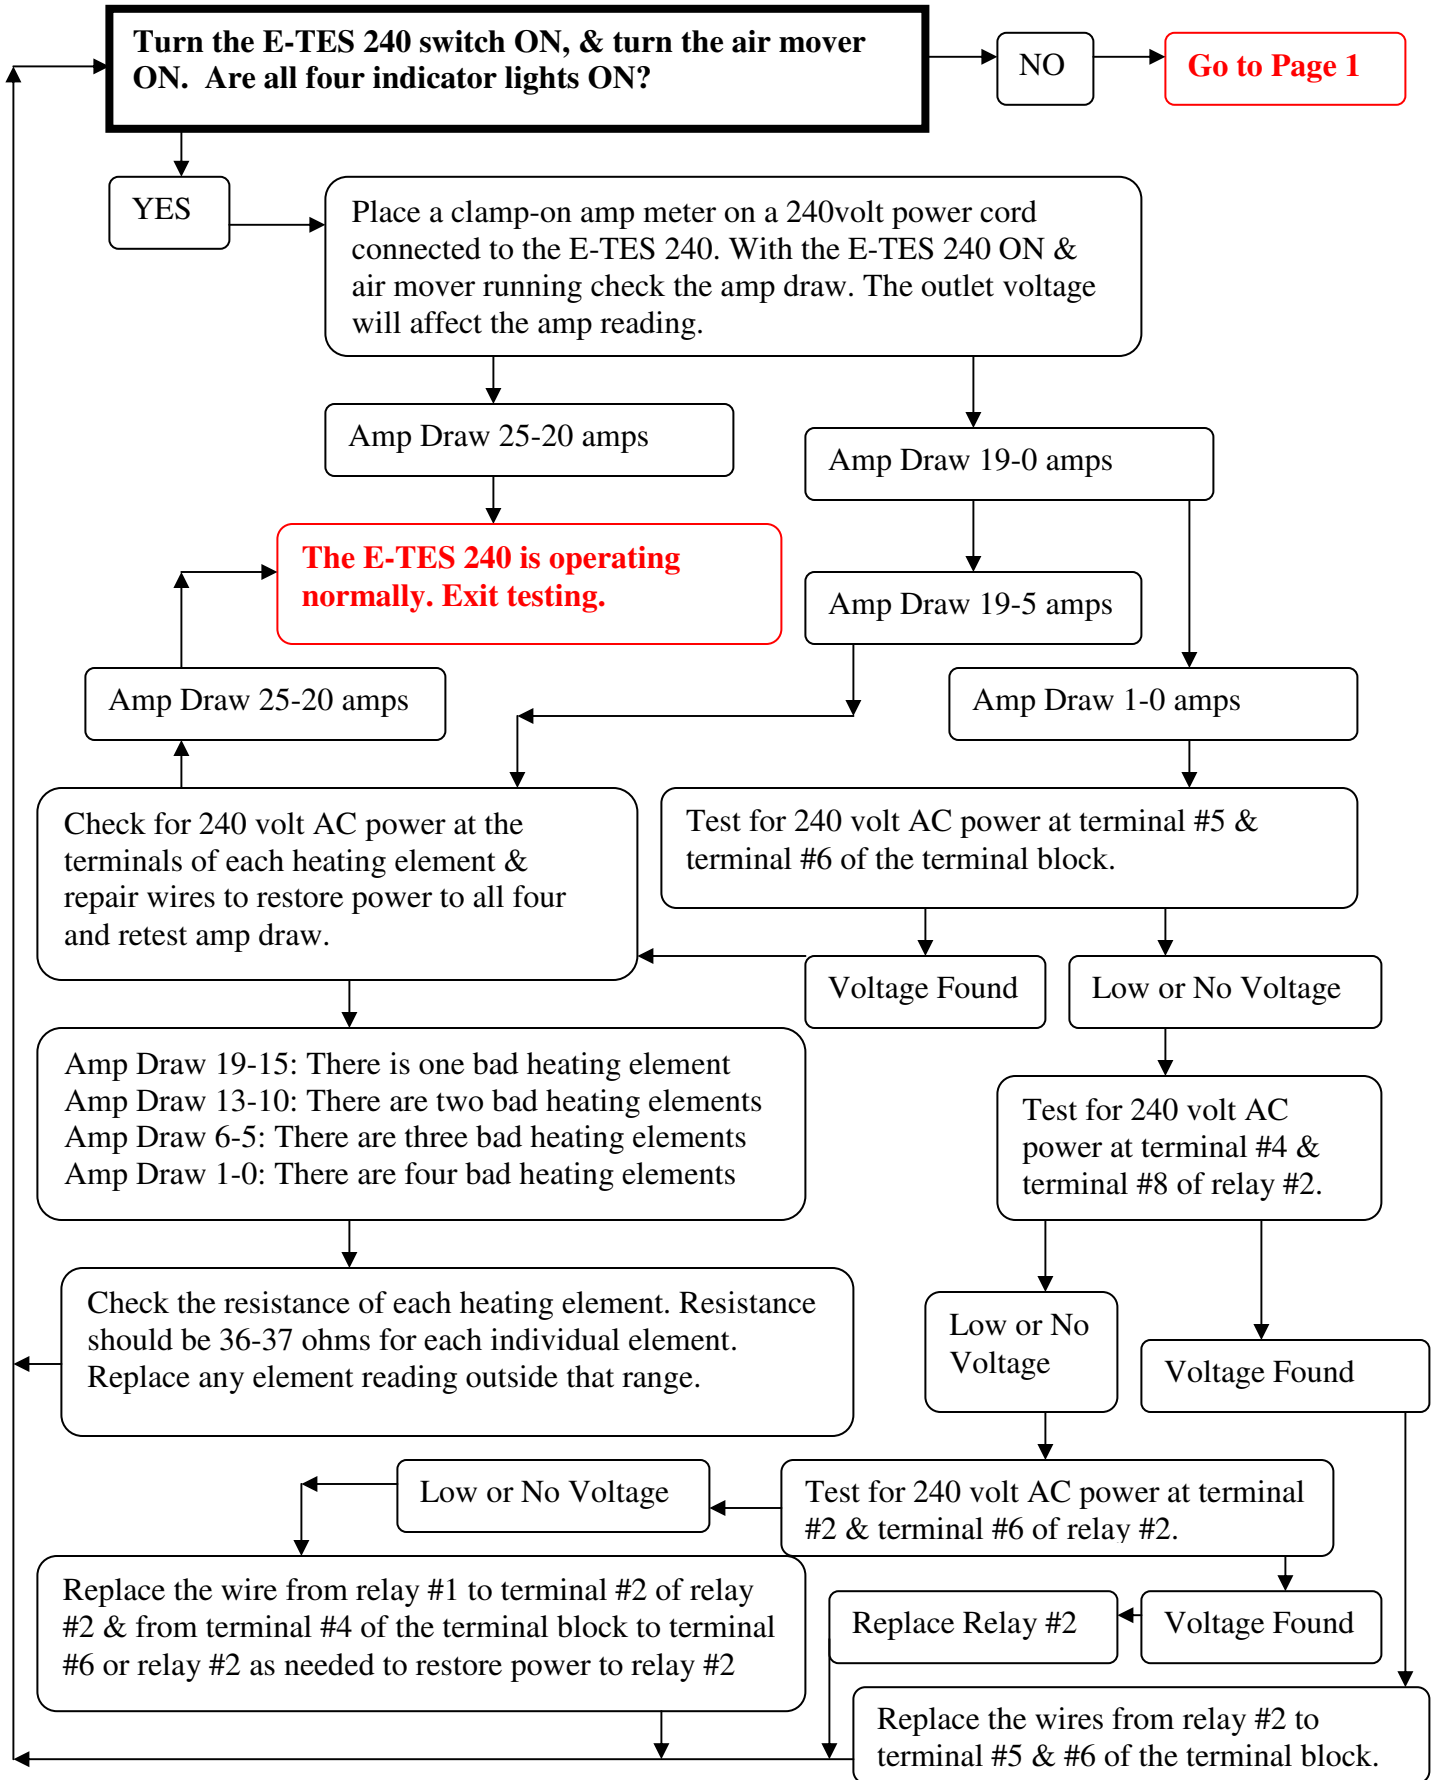 Turn the E-TES 240 switch ON, & turn the air mover
ON.  Are all four indicator lights ON?
NO
Go to Page 1
YES
Place a clamp-on amp meter on a 240volt power cord
connected to the E-TES 240. With the E-TES 240 ON &
air mover running check the amp draw. The outlet voltage
will affect the amp reading.
Amp Draw 25-20 amps
Amp Draw 19-0 amps
The E-TES 240 is operating
normally. Exit testing.
Amp Draw 19-5 amps
Amp Draw 25-20 amps
Amp Draw 1-0 amps
Check for 240 volt AC power at the
terminals of each heating element &
repair wires to restore power to all four
and retest amp draw.
Test for 240 volt AC power at terminal #5 &
terminal #6 of the terminal block.
Voltage Found
Low or No Voltage
Amp Draw 19-15: There is one bad heating element
Amp Draw 13-10: There are two bad heating elements
Amp Draw 6-5: There are three bad heating elements
Amp Draw 1-0: There are four bad heating elements
Test for 240 volt AC
power at terminal #4 &
terminal #8 of relay #2.
Check the resistance of each heating element. Resistance
should be 36-37 ohms for each individual element.
Replace any element reading outside that range.
Low or No
Voltage
Voltage Found
Low or No Voltage
Test for 240 volt AC power at terminal
#2 & terminal #6 of relay #2.
Replace the wire from relay #1 to terminal #2 of relay
#2 & from terminal #4 of the terminal block to terminal
#6 or relay #2 as needed to restore power to relay #2
Replace Relay #2
Voltage Found
Replace the wires from relay #2 to
terminal #5 & #6 of the terminal block.